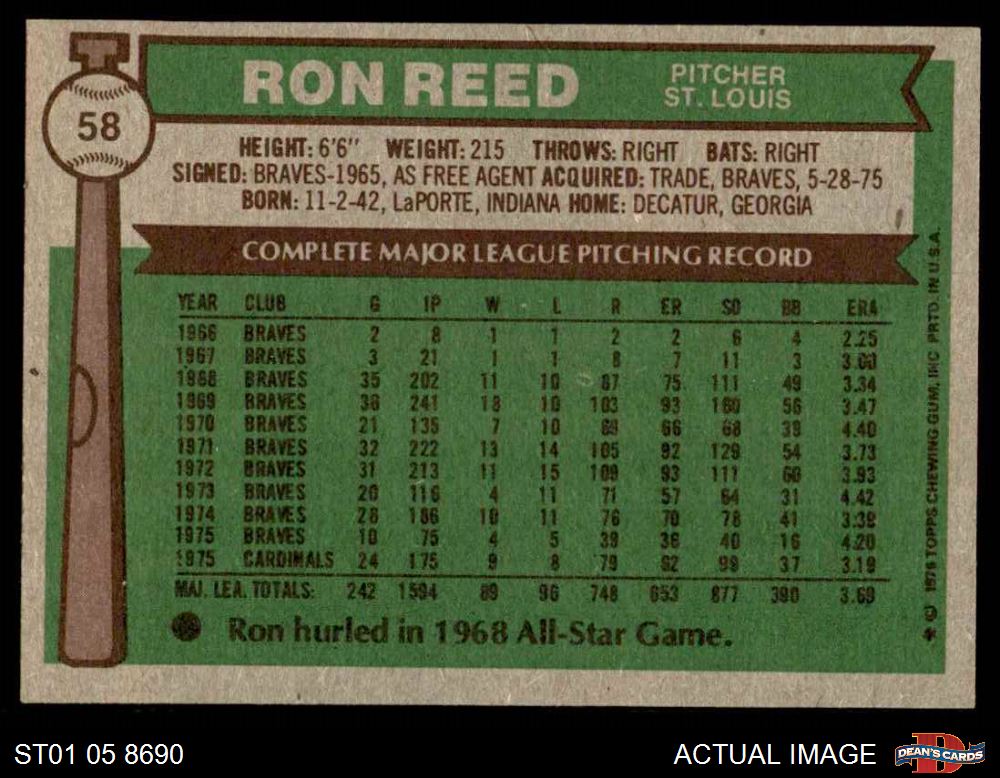 RON REED
PITCHER
ST. LOUIS
58
HEIGHT: 6'6" WEIGHT: 215 THROWS: RIGHT BATS: RIGHT
SIGNED: BRAVES-1965, AS FREE AGENT ACQUIRED: TRADE, BRAVES, 5-28-75
BORN: 11-2-42, LaPORTE, INDIANA HOME: DECATUR, GEORGIA
COMPLETE MAJOR LEAGUE PITCHING RECORD
YEAR CLUB G IP W L R ER SO BB ERA
1966 BRAVES 2 8 1 1 2 2 6 4 2.25
1967 BRAVES 3 21 1 1 8 7 11 3 3.00
1968 BRAVES 35 202 11 10 87 75 111 49 3.34
1969 BRAVES 36 241 18 10 103 93 160 56 3.47
1970 BRAVES 21 135 7 10 69 66 68 39 4.40
1971 BRAVES 32 222 13 14 105 92 129 54 3.73
1972 BRAVES 31 213 11 15 109 93 111 60 3.93
1973 BRAVES 20 116 4 11 71 57 64 31 4.42
1974 BRAVES 28 186 10 11 76 70 78 41 3.39
1975 BRAVES 10 75 4 5 39 36 40 16 4.20
1975 CARDINALS 24 175 9 8 79 62 99 37 3.19
MAJ. LEA. TOTALS: 242 1594 89 96 748 653 877 390 3.69
Ron hurled in 1968 All-Star Game.
* © 1976 TOPPS CHEWING GUM, INC PRTD. IN U.S.A.
ST01 05 8690
ACTUAL IMAGE
DEAN'S CARDS